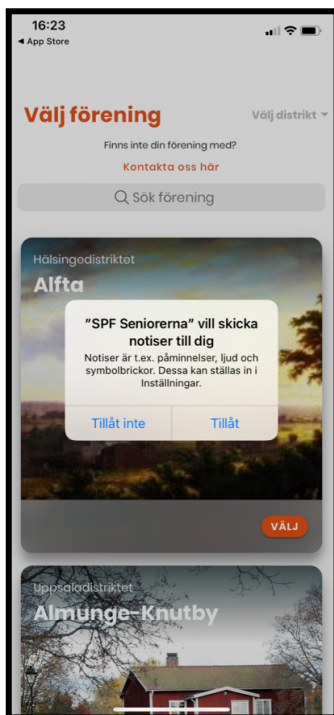 16:23
◀ App Store
Välj förening
Välj distrikt
Finns inte din förening med?
Kontakta oss här
Sök förening
Hälsingedistriktet
Alfta
"SPF Seniorerna" vill skicka
notiser till dig
Notiser är t.ex. påminnelser, ljud och
symbolbrickor. Dessa kan ställas in i
Inställningar.
Tillåt inte
Tillåt
VÄLJ
Uppsaladistriktet
Almunge-Knutby